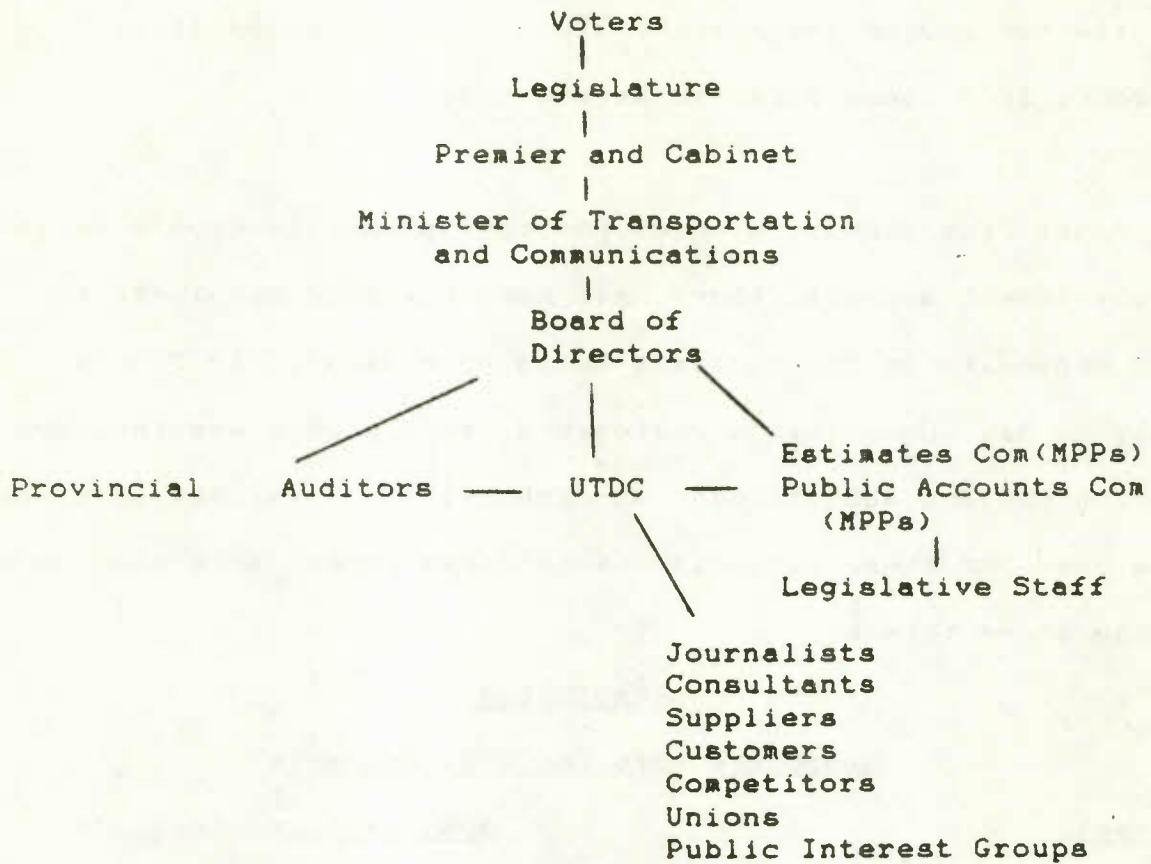 Voters
Legislature
Premier and Cabinet
Minister of Transportation
and Communications
Board of
Directors
Provincial Auditors
UTDC
Estimates Com(MPPs)
Public Accounts Com
(MPPs)
Legislative Staff
Journalists
Consultants
Suppliers
Customers
Competitors
Unions
Public Interest Groups